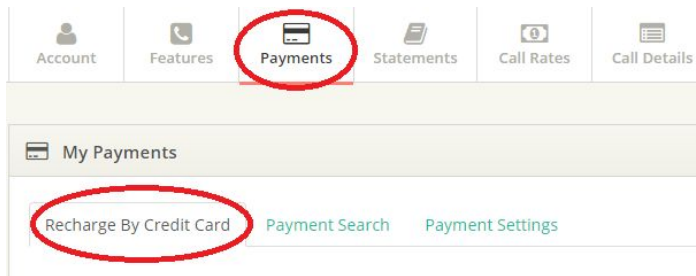 Account Features Payments Statements Call Rates Call Details
My Payments
Recharge By Credit Card Payment Search Payment Settings